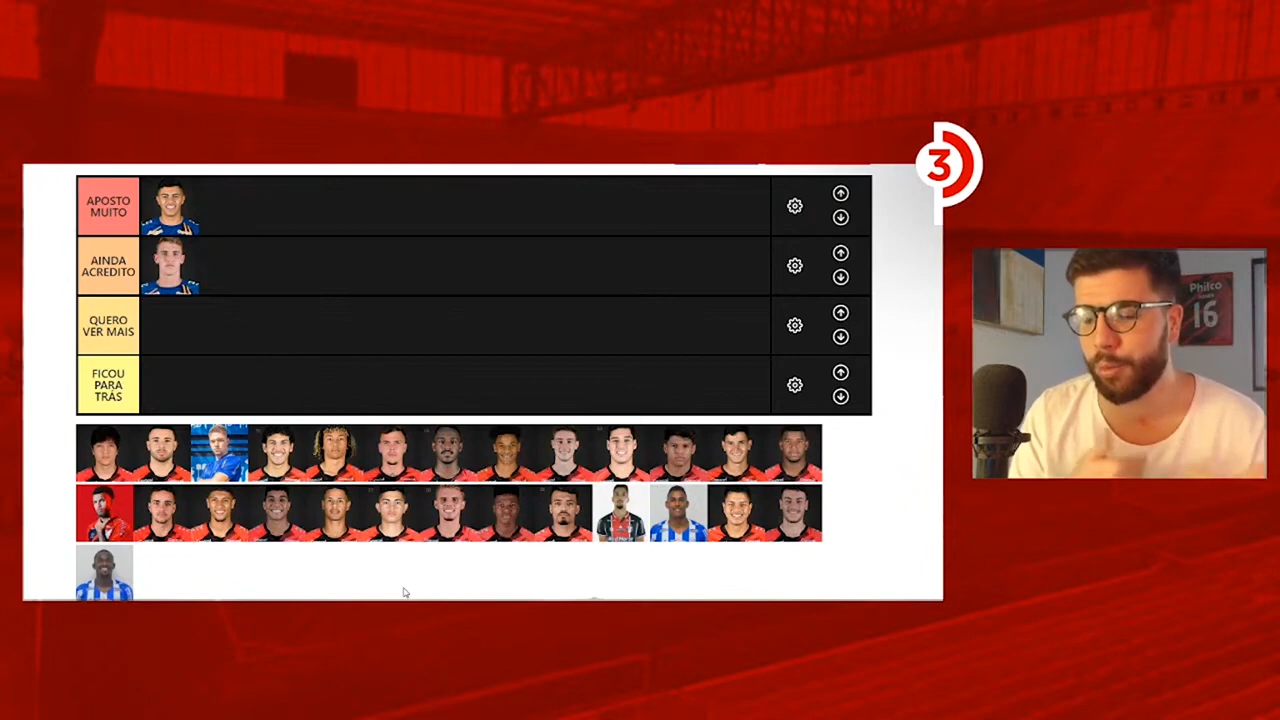 3
APOSTO
MUITO
AINDA
ACREDITO
QUERO
VER MAIS
FICOU
PARA
TRÁS
Philco
16